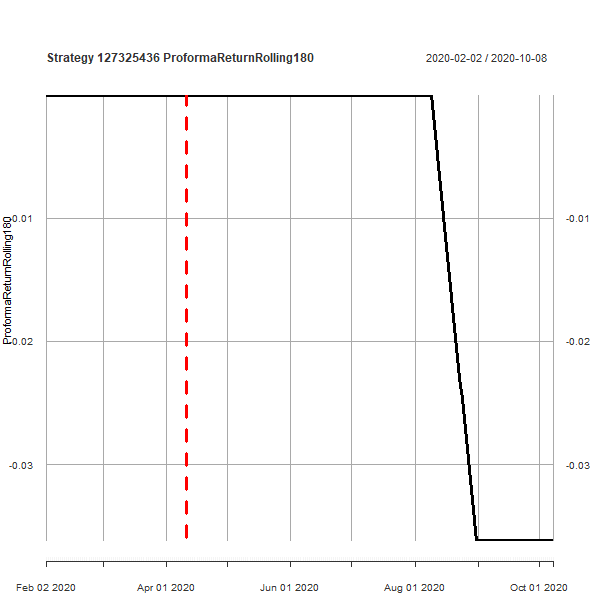 Strategy 127325436 ProformaReturnRolling180
2020-02-02 / 2020-10-08
ProformaReturnRolling180
-0.01
-0.02
-0.03
-0.01
-0.02
-0.03
Feb 02 2020
Apr 01 2020
Jun 01 2020
Aug 01 2020
Oct 01 2020